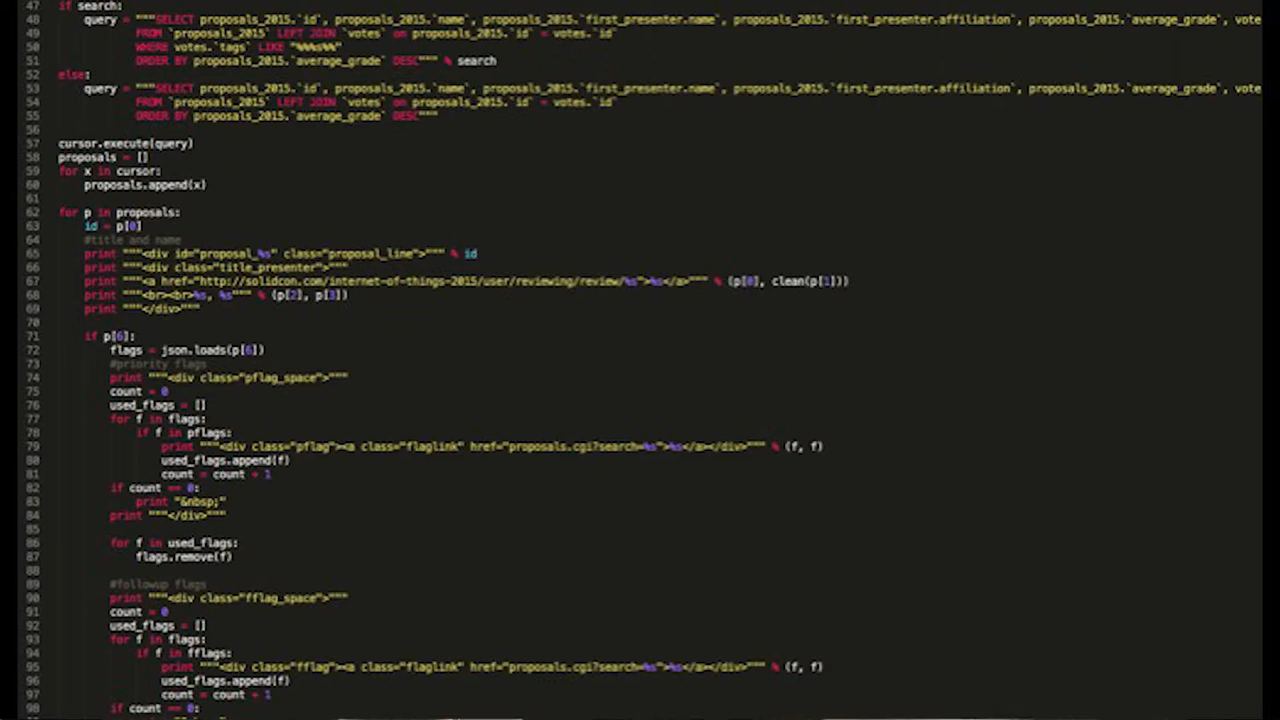 47 if search:
48 query = """SELECT proposals_2015.`id`, proposals_2015.`name`, proposals_2015.`first_presenter.name`, proposals_2015.`first_presenter.affiliation`, proposals_2015.`average_grade`, vote
49 FROM `proposals_2015` LEFT JOIN `votes` on proposals_2015.`id` = votes.`id`
50 WHERE votes.`tags` LIKE "%%%s%%"
51 ORDER BY proposals_2015.`average_grade` DESC""" % search
52 else:
53 query = """SELECT proposals_2015.`id`, proposals_2015.`name`, proposals_2015.`first_presenter.name`, proposals_2015.`first_presenter.affiliation`, proposals_2015.`average_grade`, vote
54 FROM `proposals_2015` LEFT JOIN `votes` on proposals_2015.`id` = votes.`id`
55 ORDER BY proposals_2015.`average_grade` DESC"""
56
57 cursor.execute(query)
58 proposals = []
59 for x in cursor:
60 proposals.append(x)
61
62 for p in proposals:
63 id = p[0]
64 #title and name
65 print """<div id="proposal_%s" class="proposal_line">""" % id
66 print """<div class="title_presenter">"""
67 print """<a href="http://solidcon.com/internet-of-things-2015/user/reviewing/review/%s">%s</a>""" % (p[0], clean(p[1]))
68 print """<br><br>%s, %s""" % (p[2], p[3])
69 print """</div>"""
70
71 if p[6]:
72 flags = json.loads(p[6])
73 #priority flags
74 print """<div class="pflag_space">"""
75 count = 0
76 used_flags = []
77 for f in flags:
78 if f in pflags:
79 print """<div class="pflag"><a class="flaglink" href="proposals.cgi?search=%s">%s</a></div>""" % (f, f)
80 used_flags.append(f)
81 count = count + 1
82 if count == 0:
83 print "&nbsp;"
84 print """</div>"""
85
86 for f in used_flags:
87 flags.remove(f)
88
89 #followup flags
90 print """<div class="fflag_space">"""
91 count = 0
92 used_flags = []
93 for f in flags:
94 if f in fflags:
95 print """<div class="fflag"><a class="flaglink" href="proposals.cgi?search=%s">%s</a></div>""" % (f, f)
96 used_flags.append(f)
97 count = count + 1
98 if count == 0: